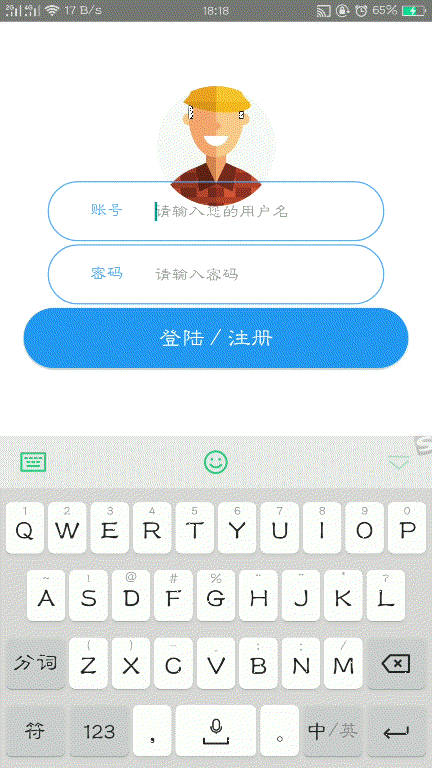 2G 4G 17 B/s 18:18 65%
账号 请输入您的用户名
密码 请输入密码
登陆 / 注册
1 2 3 4 5 6 7 8 9 0
Q W E R T Y U I O P
~ ! @ # % " " * ?
A S D F G H J K L
( ) - _ : ; /
分词 Z X C V B N M
符 123 , 。 中/英